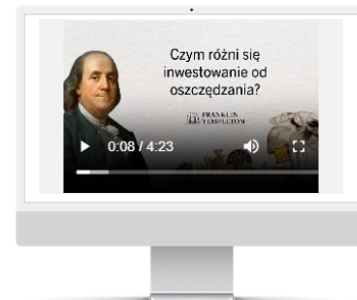 Czym różni się
inwestowanie od
oszczędzania?
FRANKLIN
TEMPLETON
0:08 / 4:23